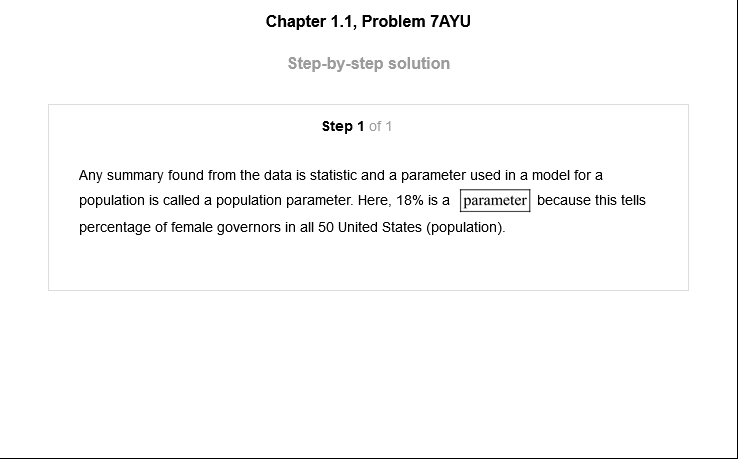 Chapter 1.1, Problem 7AYU
Step-by-step solution
Step 1 of 1
Any summary found from the data is statistic and a parameter used in a model for a
population is called a population parameter. Here, 18% is a parameter because this tells
percentage of female governors in all 50 United States (population).